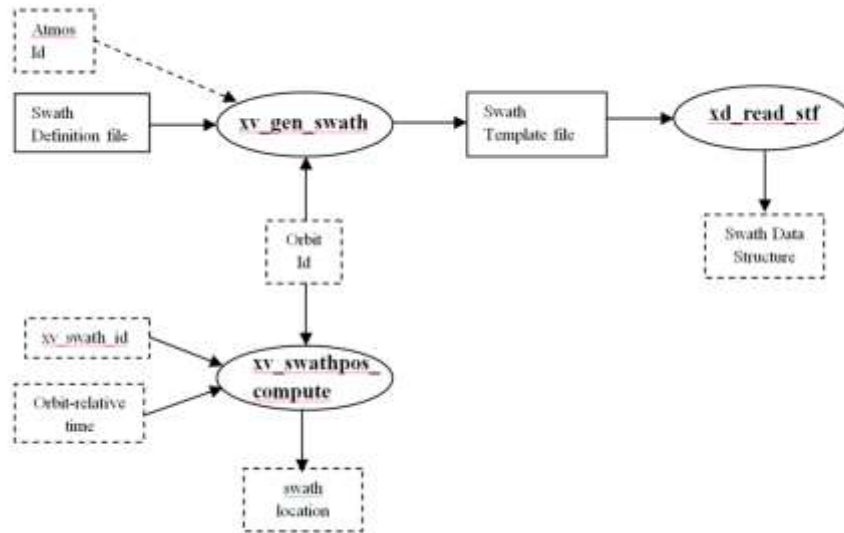 Atmos
Id
Swath
Definition file
xv_gen_swath
Swath
Template file
xd_read_stf
Orbit
Id
Swath Data
Structure
xv_swath_id
Orbit-relative
time
xv_swathpos_
compute
swath
location